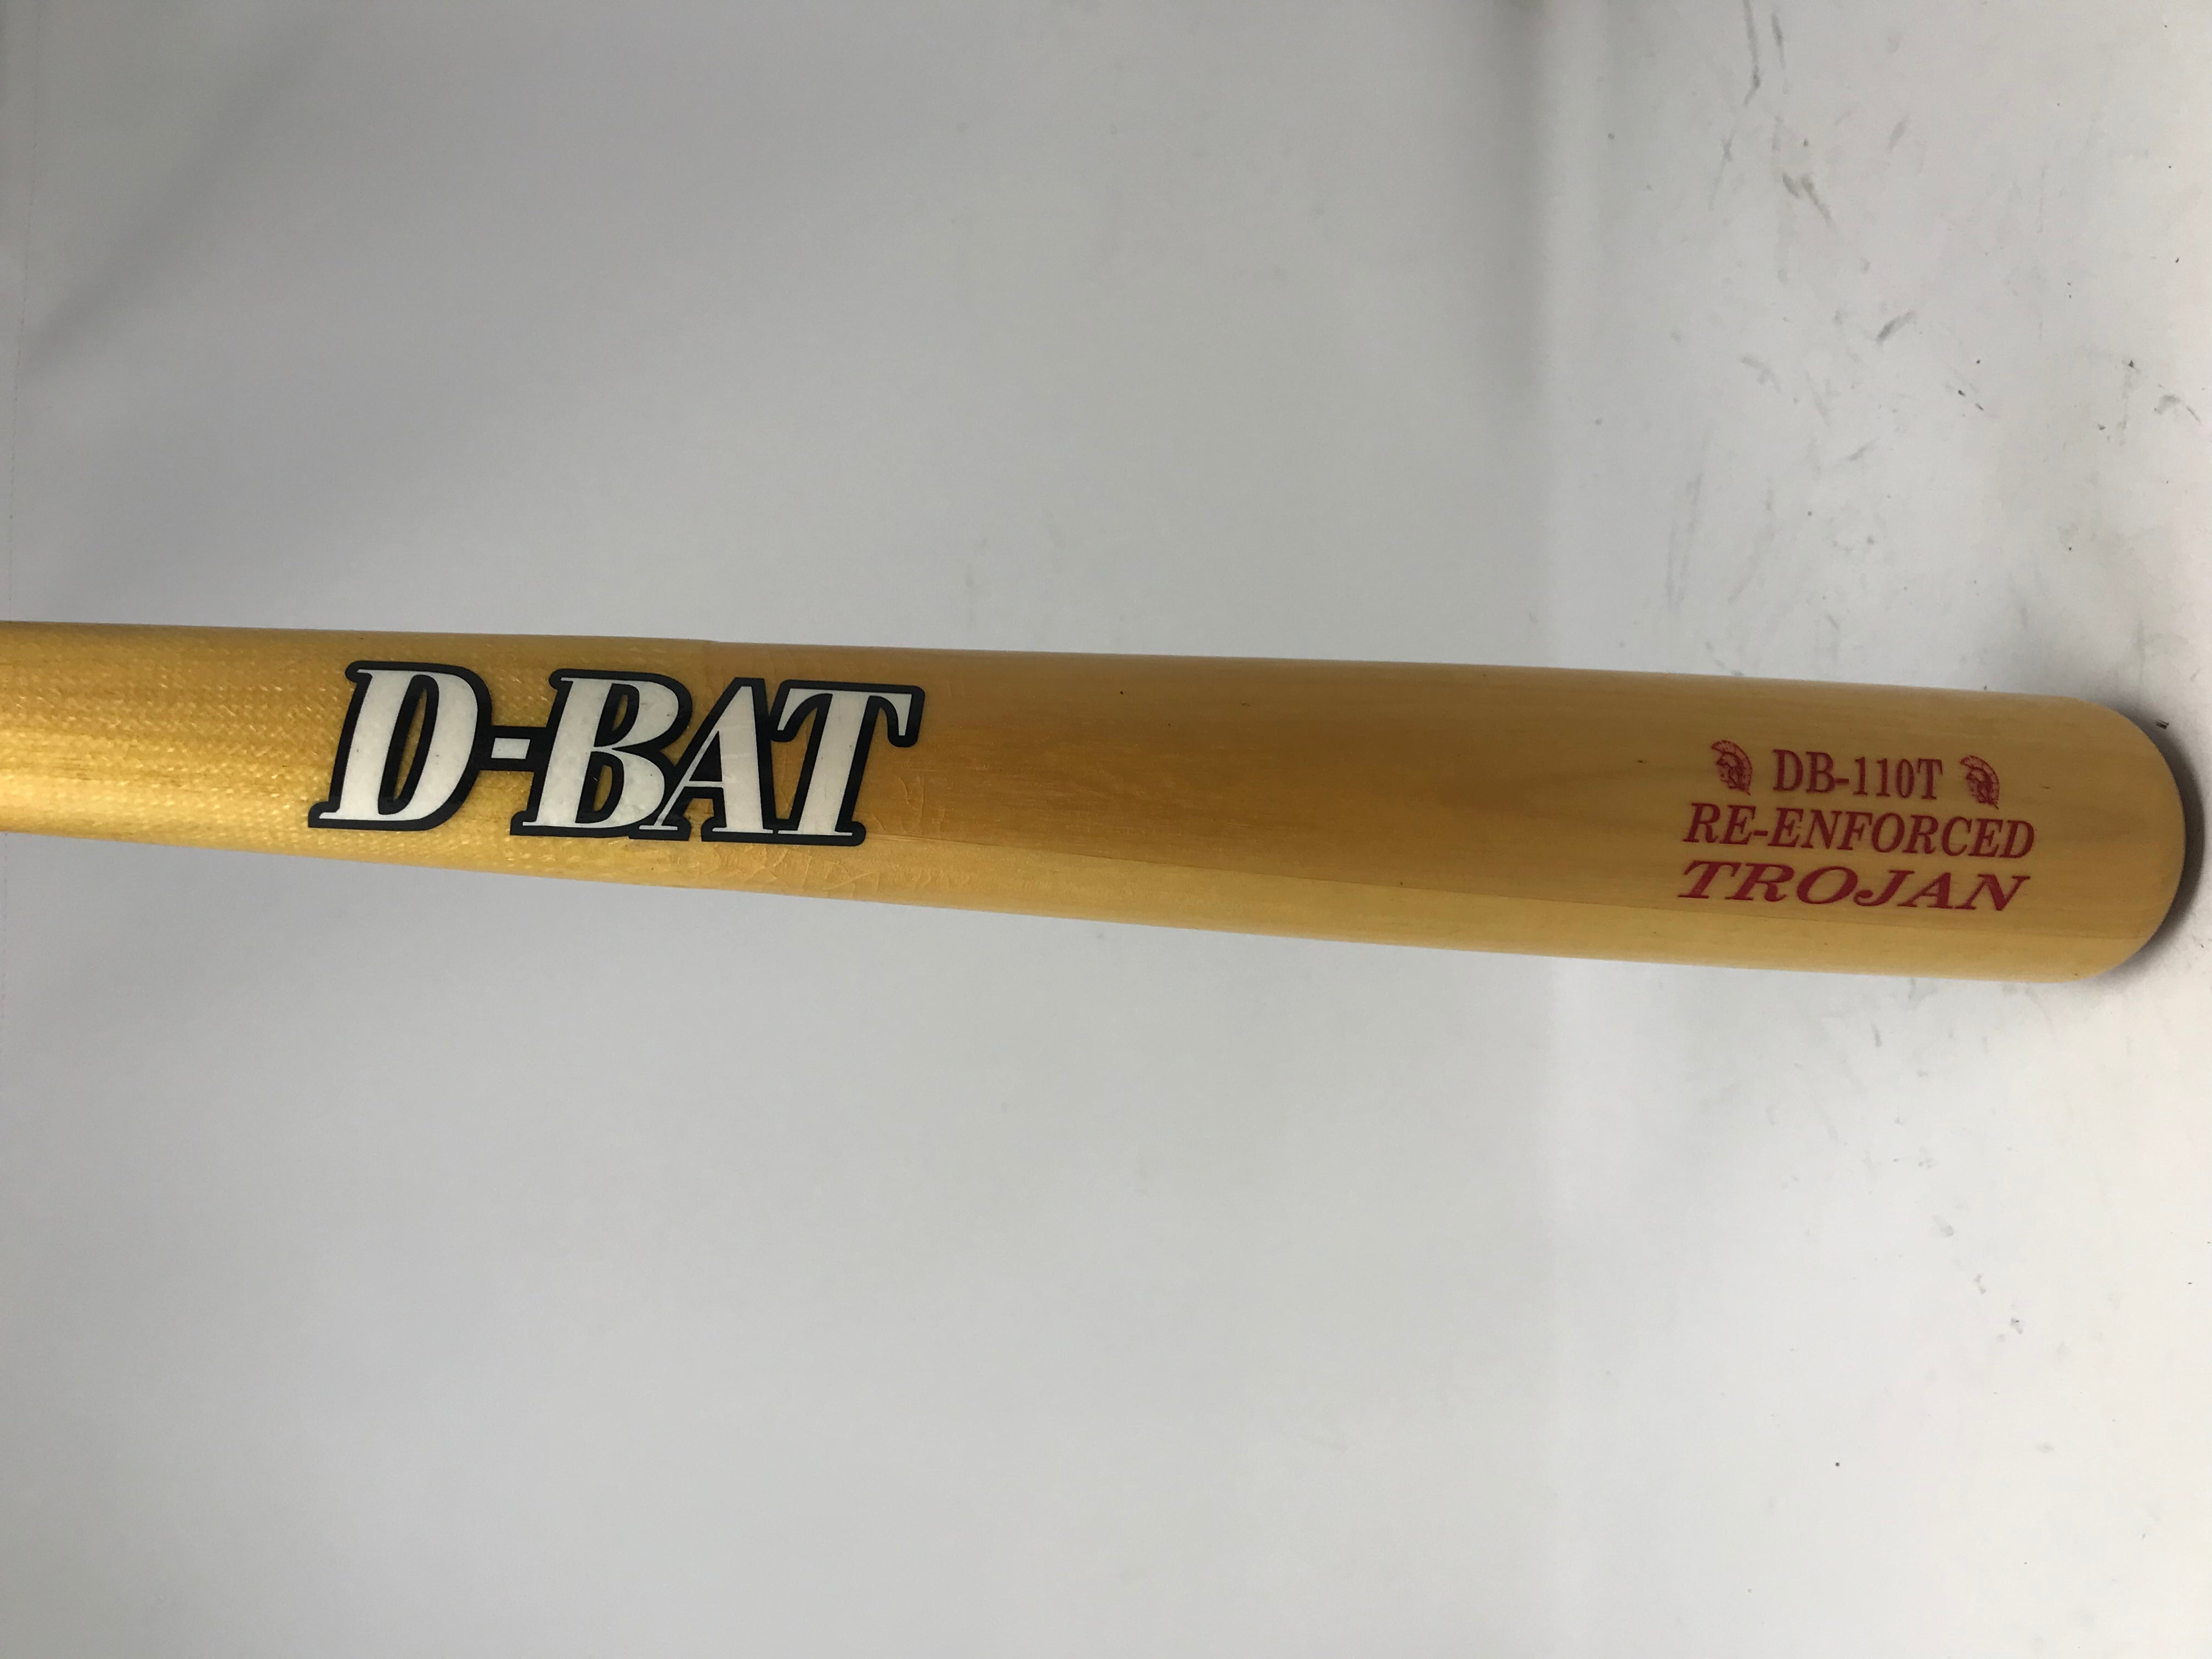 D-BAT
DB-110T
RE-ENFORCED
TROJAN